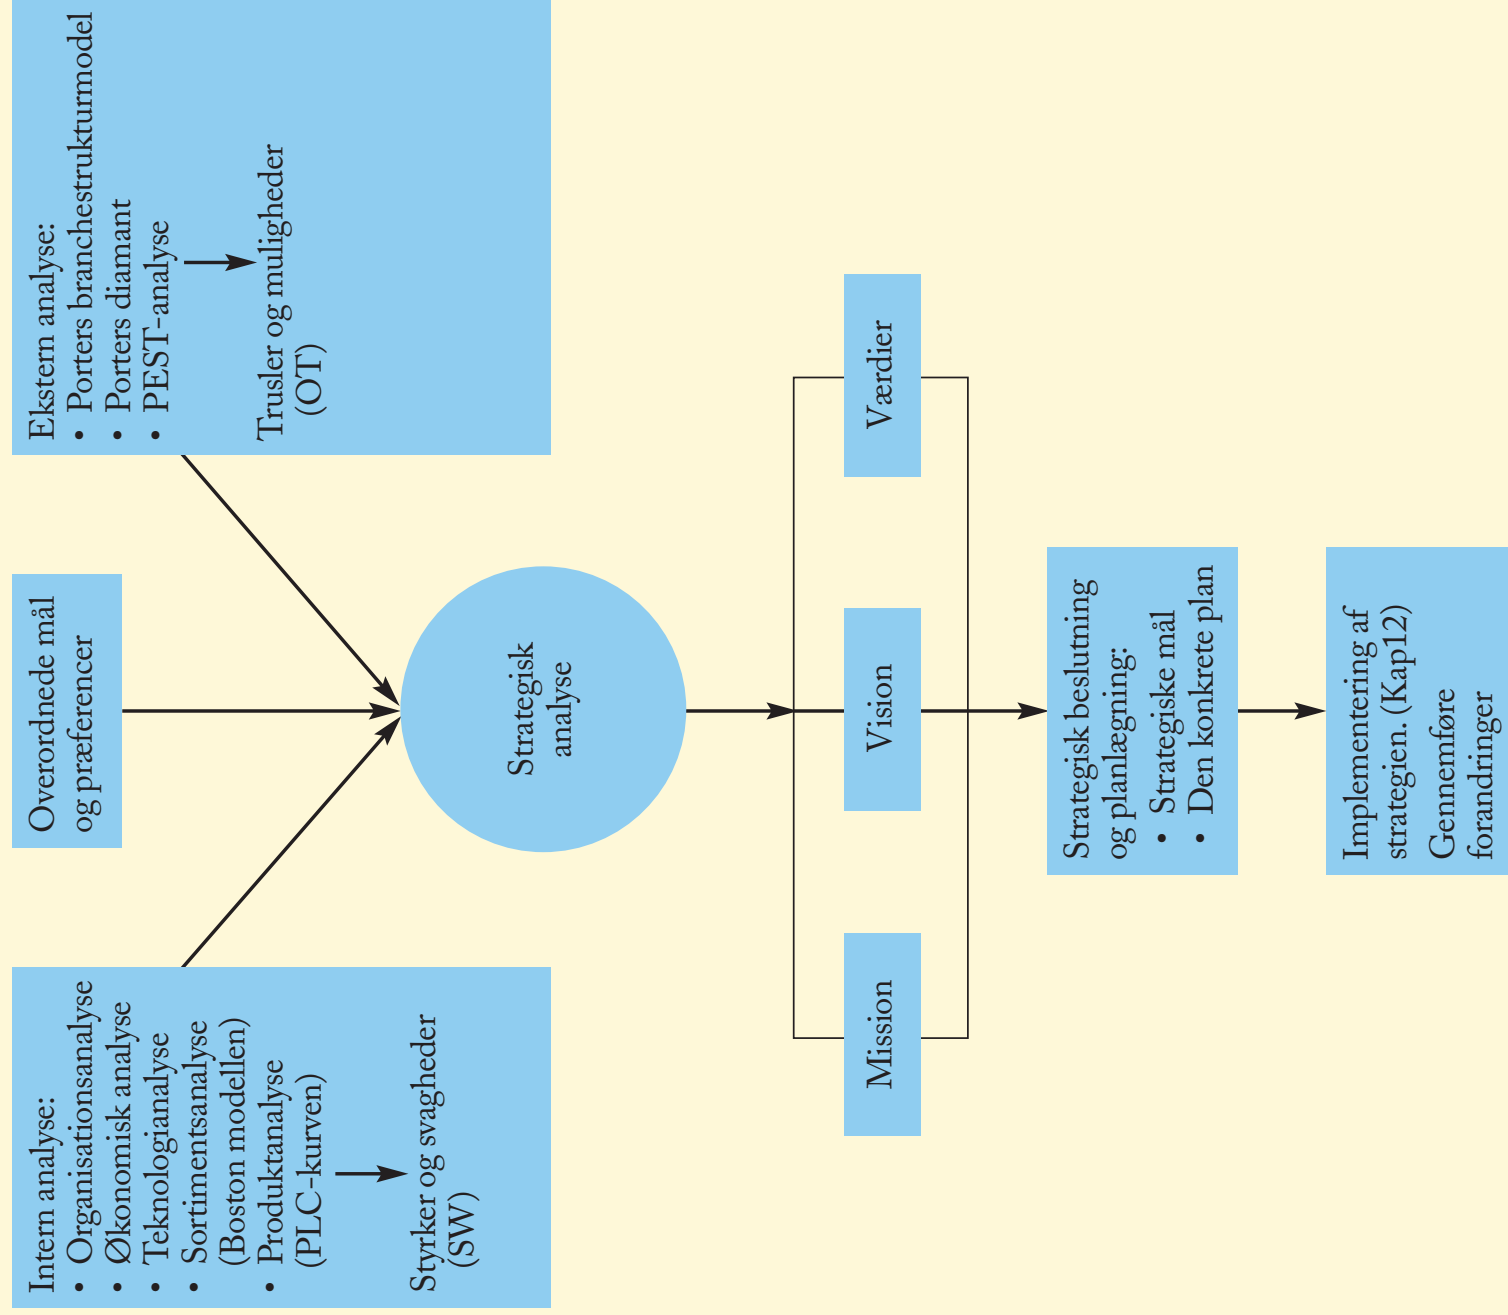 Intern analyse:
• Organisationsanalyse
• Økonomisk analyse
• Teknologianalyse
• Sortimentsanalyse
(Boston modellen)
• Produktanalyse
(PLC-kurven)
Styrker og svagheder
(SW)
Overordnede mål
og præferencer
Ekstern analyse:
• Porters branchestrukturmodel
• Porters diamant
• PEST-analyse
Trusler og muligheder
(OT)
Strategisk
analyse
Mission
Vision
Værdier
Strategisk beslutning
og planlægning:
• Strategiske mål
• Den konkrete plan
Implementering af
strategien. (Kap12)
Gennemføre
forandringer